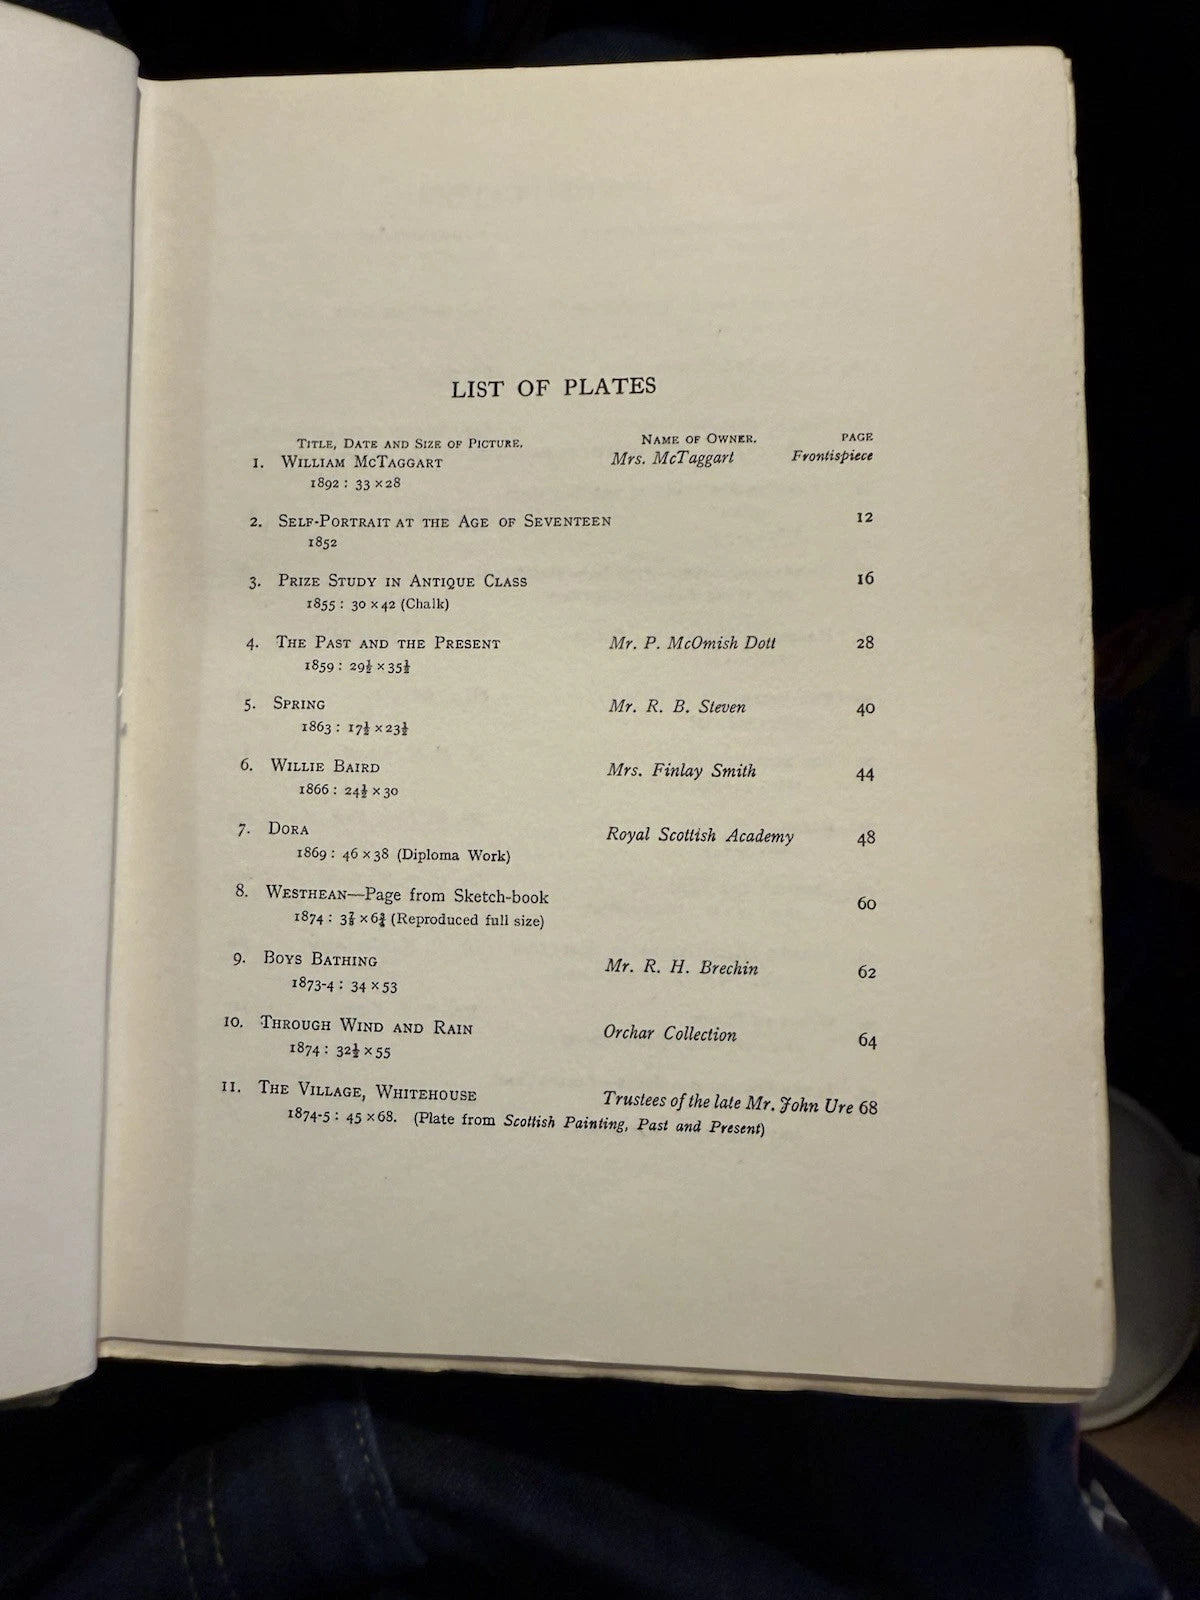 LIST OF PLATES
TITLE, DATE AND SIZE OF PICTURE. NAME OF OWNER. PAGE
1. WILLIAM MCTAGGART Mrs. McTaggart Frontispiece
1892 : 33 × 28
2. SELF-PORTRAIT AT THE AGE OF SEVENTEEN 12
1852
3. PRIZE STUDY IN ANTIQUE CLASS 16
1855 : 30 × 42 (Chalk)
4. THE PAST AND THE PRESENT Mr. P. McOmish Dott 28
1859 : 29½ × 35½
5. SPRING Mr. R. B. Steven 40
1863 : 17½ × 23½
6. WILLIE BAIRD Mrs. Finlay Smith 44
1866 : 24½ × 30
7. DORA Royal Scottish Academy 48
1869 : 46 × 38 (Diploma Work)
8. WESTHEAN—Page from Sketch-book 60
1874 : 3⅞ × 6¾ (Reproduced full size)
9. BOYS BATHING Mr. R. H. Brechin 62
1873-4 : 34 × 53
10. THROUGH WIND AND RAIN Orchar Collection 64
1874 : 32½ × 55
11. THE VILLAGE, WHITEHOUSE Trustees of the late Mr. John Ure 68
1874-5 : 45 × 68. (Plate from Scottish Painting, Past and Present)